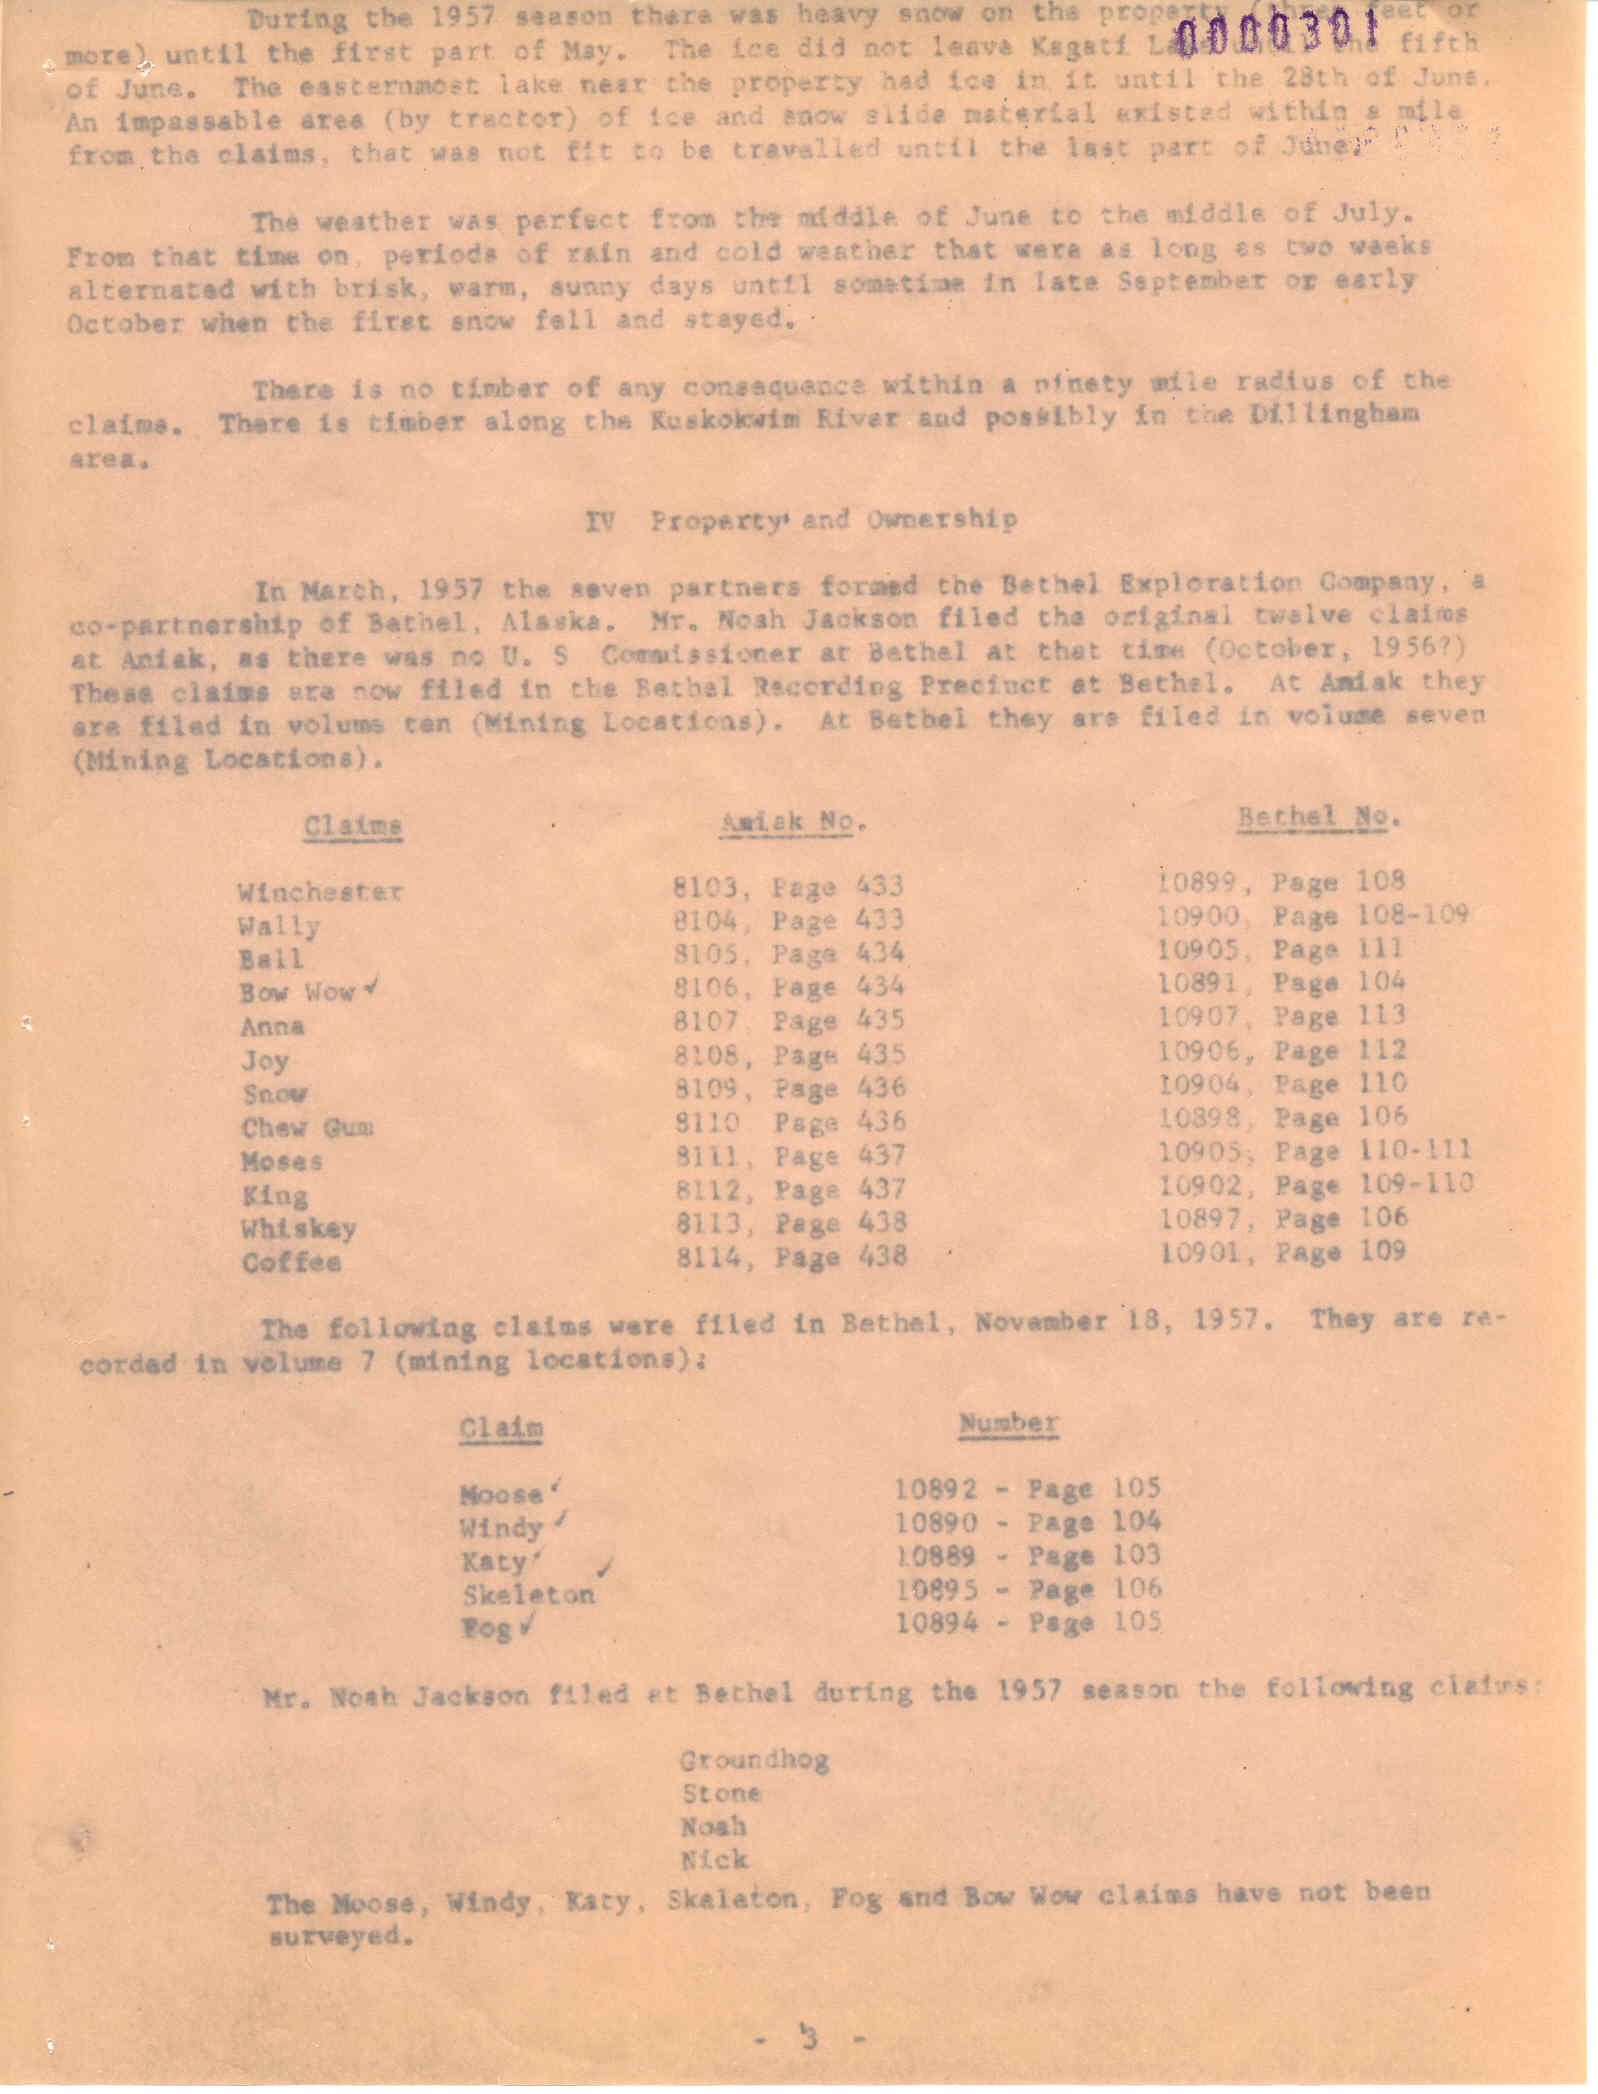 During the 1957 season there was heavy snow on the property (three feet or
0000301
more) until the first part of May. The ice did not leave Kagati Lake until the fifth
of June. The easternmost lake near the property had ice in it until the 28th of June.
An impassable area (by tractor) of ice and snow slide material existed within a mile
from the claims, that was not fit to be travelled until the last part of June.
The weather was perfect from the middle of June to the middle of July.
From that time on, periods of rain and cold weather that were as long as two weeks
alternated with brisk, warm, sunny days until sometime in late September or early
October when the first snow fell and stayed.
There is no timber of any consequence within a ninety mile radius of the
claims. There is timber along the Kuskokwim River and possibly in the Dillingham
area.
IV Property and Ownership
In March, 1957 the seven partners formed the Bethel Exploration Company, a
co-partnership of Bethel, Alaska. Mr. Noah Jackson filed the original twelve claims
at Aniak, as there was no U. S Commissioner at Bethel at that time (October, 1956?)
These claims are now filed in the Bethel Recording Precinct at Bethel. At Aniak they
are filed in volume ten (Mining Locations). At Bethel they are filed in volume seven
(Mining Locations).
Claims Aniak No. Bethel No.
Winchester 8103, Page 433 10899, Page 108
Wally 8104, Page 433 10900, Page 108-109
Ball 8105, Page 434 10905, Page 111
Bow Wow ✓ 8106, Page 434 10891, Page 104
Anna 8107 Page 435 10907, Page 113
Joy 8108, Page 435 10906, Page 112
Snow 8109, Page 436 10904, Page 110
Chew Gum 8110 Page 436 10898, Page 106
Moses 8111, Page 437 10905, Page 110-111
King 8112, Page 437 10902, Page 109-110
Whiskey 8113, Page 438 10897, Page 106
Coffee 8114, Page 438 10901, Page 109
The following claims were filed in Bethel, November 18, 1957. They are re-
corded in volume 7 (mining locations):
Claim Number
Moose ✓ 10892 - Page 105
Windy ✓ 10890 - Page 104
Katy ✓ 10889 - Page 103
Skeleton ✓ 10895 - Page 106
Fog ✓ 10894 - Page 105
Mr. Noah Jackson filed at Bethel during the 1957 season the following claims:
Groundhog
Stone
Noah
Nick
The Moose, Windy, Katy, Skeleton, Fog and Bow Wow claims have not been
surveyed.
- 3 -